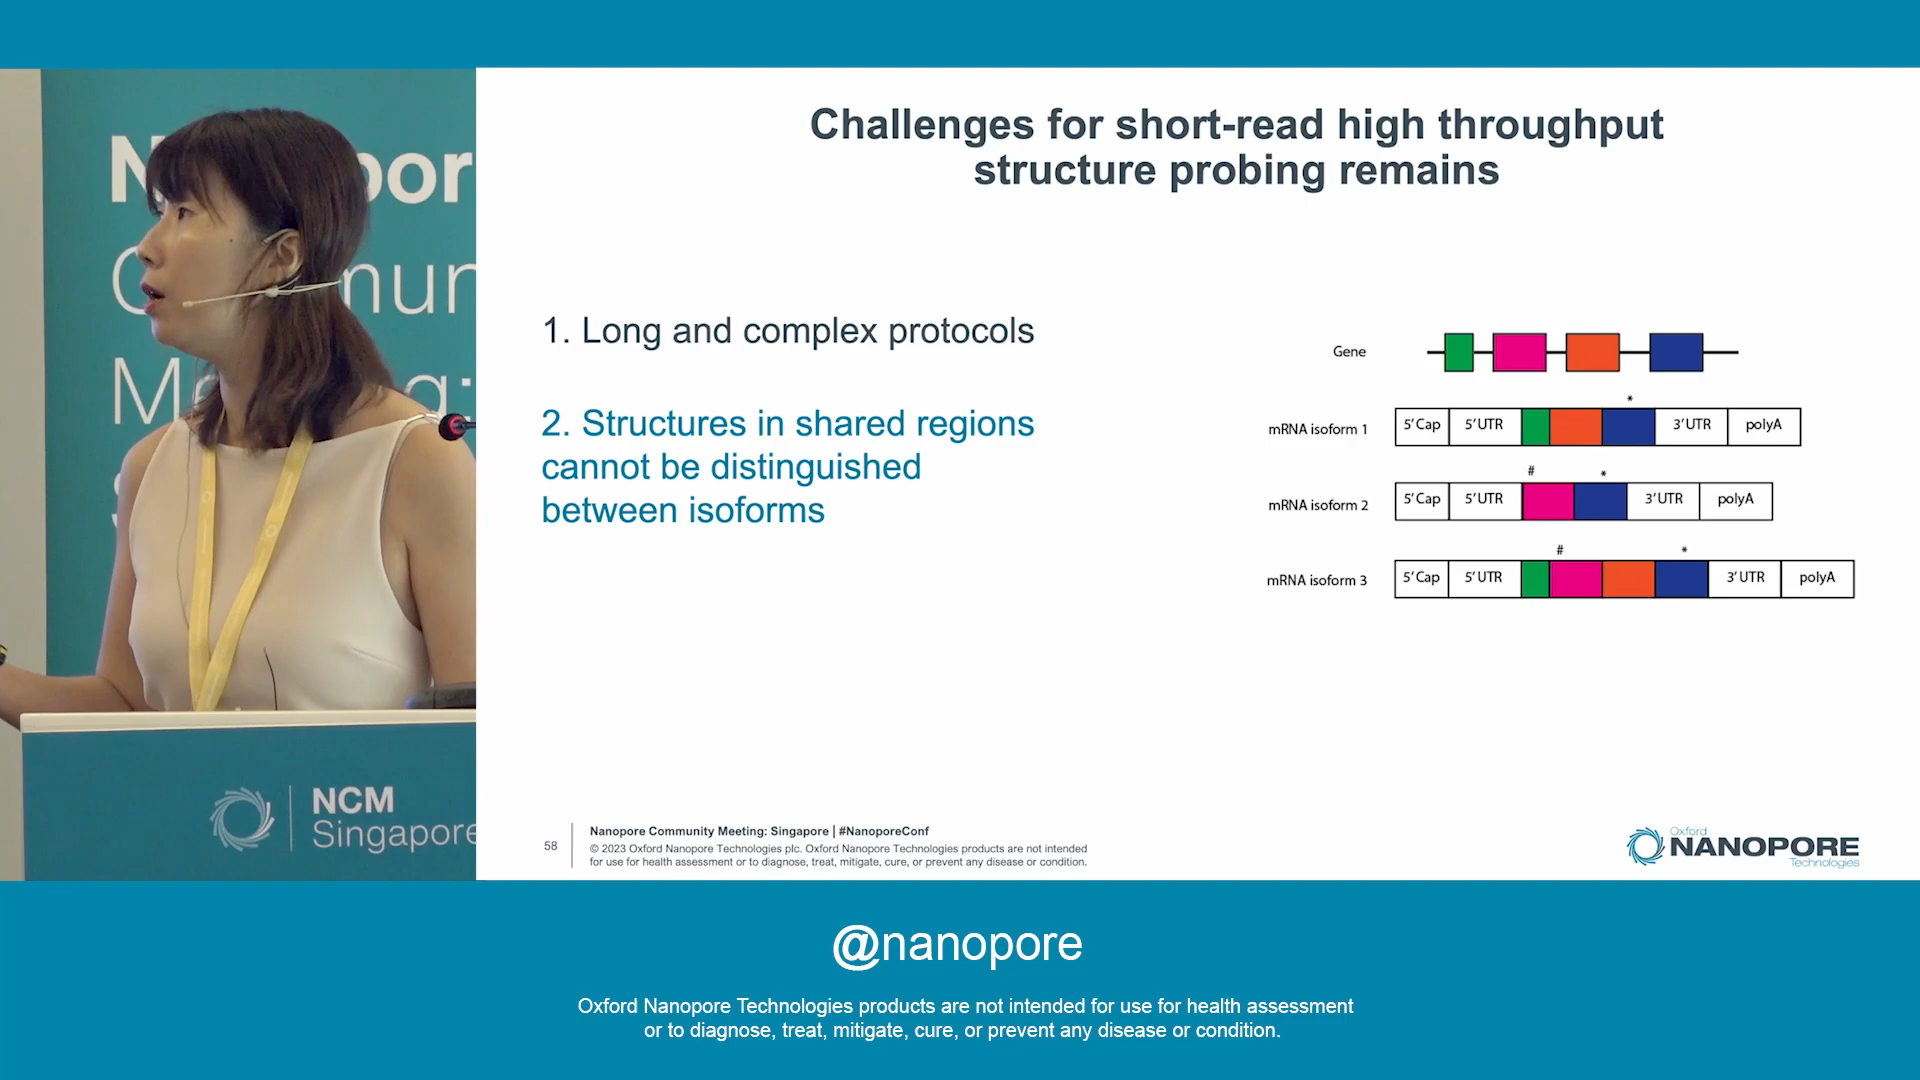 Challenges for short-read high throughput
structure probing remains
1. Long and complex protocols
2. Structures in shared regions
cannot be distinguished
between isoforms
Gene
*
mRNA isoform 1
5' Cap
5' UTR
3' UTR
polyA
#
*
mRNA isoform 2
5' Cap
5' UTR
3' UTR
polyA
#
*
mRNA isoform 3
5' Cap
5' UTR
3' UTR
polyA
58
Nanopore Community Meeting: Singapore | #NanoporeConf
© 2023 Oxford Nanopore Technologies plc. Oxford Nanopore Technologies products are not intended
for use for health assessment or to diagnose, treat, mitigate, cure, or prevent any disease or condition.
Oxford
NANOPORE
Technologies
NCM
Singapore
@nanopore
Oxford Nanopore Technologies products are not intended for use for health assessment
or to diagnose, treat, mitigate, cure, or prevent any disease or condition.